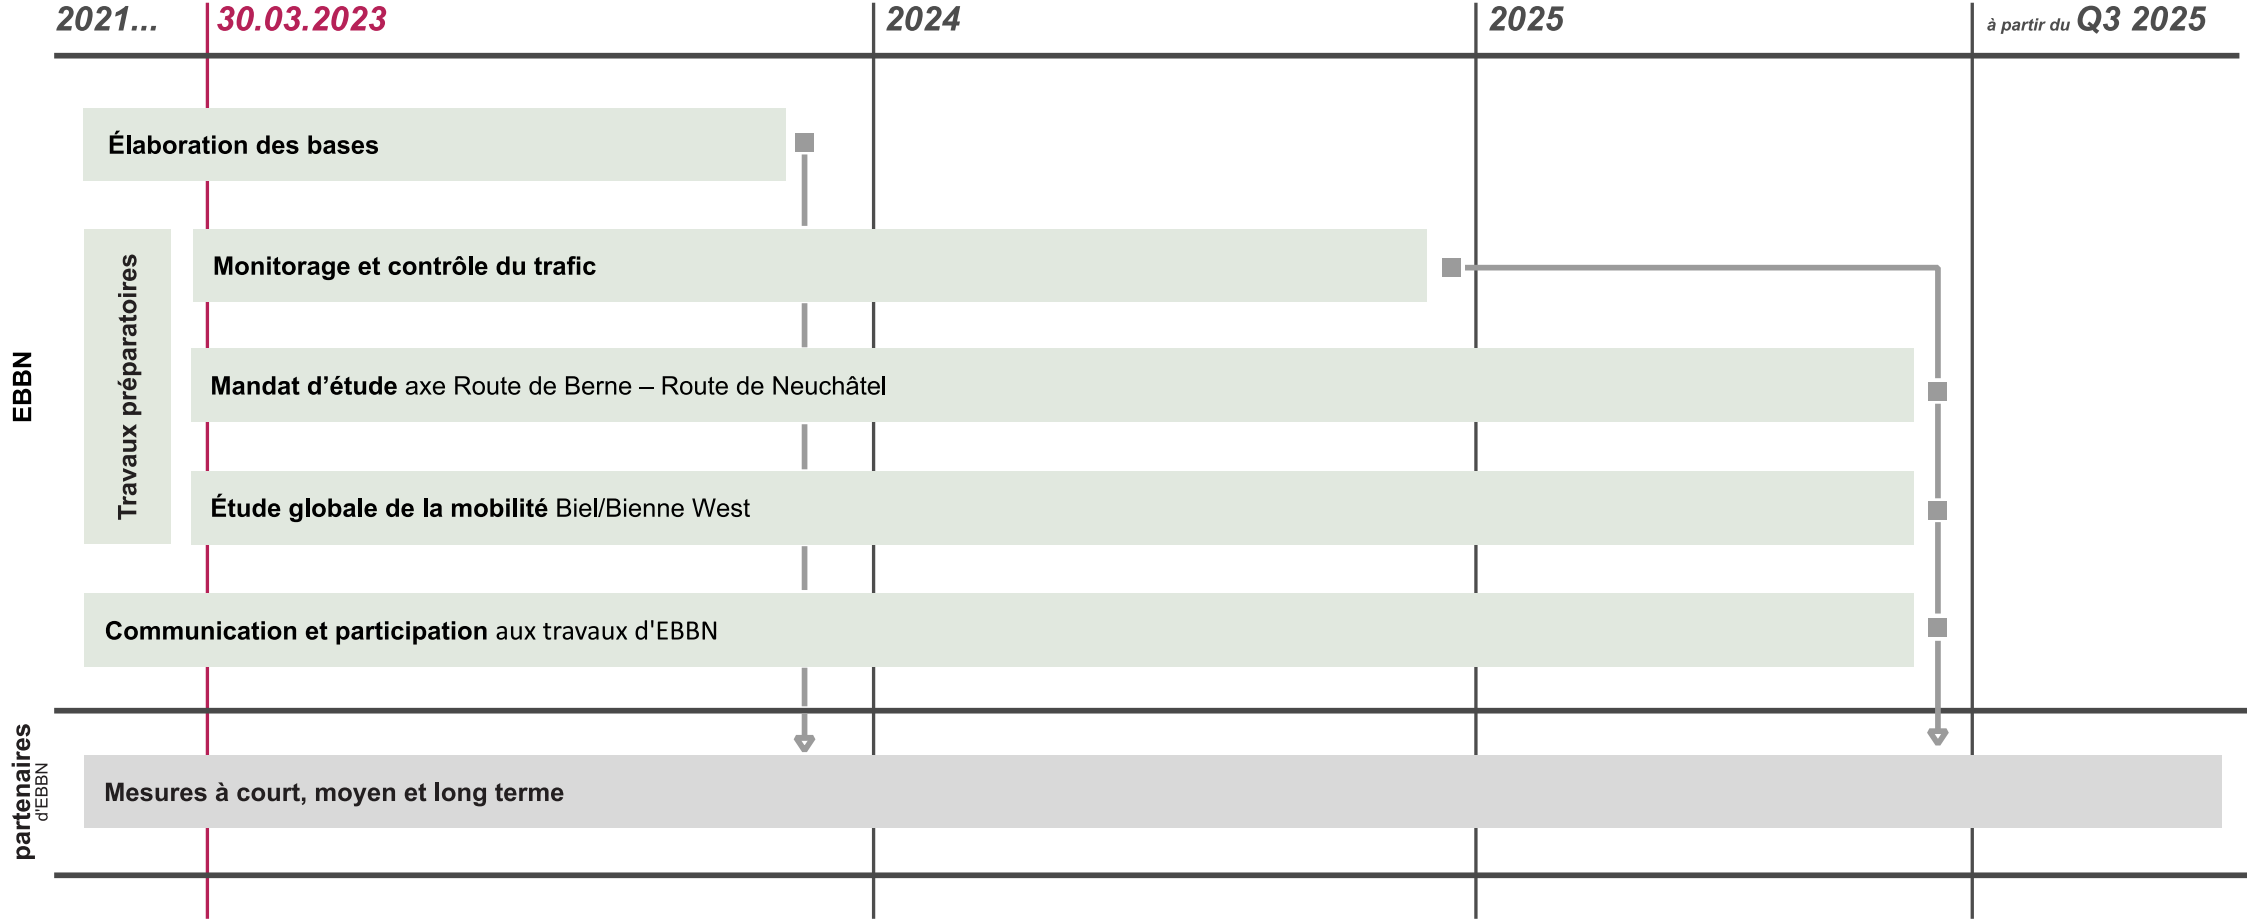 2021...
30.03.2023
2024
2025
à partir du Q3 2025
Élaboration des bases
EBBN
Travaux préparatoires
Monitorage et contrôle du trafic
Mandat d’étude axe Route de Berne – Route de Neuchâtel
Étude globale de la mobilité Biel/Bienne West
Communication et participation aux travaux d'EBBN
partenaires
d'EBBN
Mesures à court, moyen et long terme